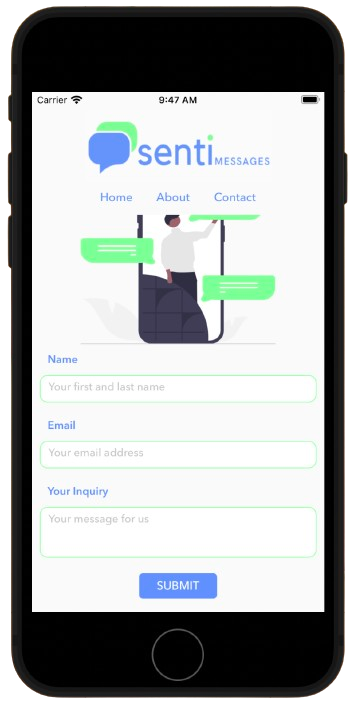 Carrier 9:47 AM
senti MESSAGES
Home About Contact
Name
Your first and last name
Email
Your email address
Your Inquiry
Your message for us
SUBMIT